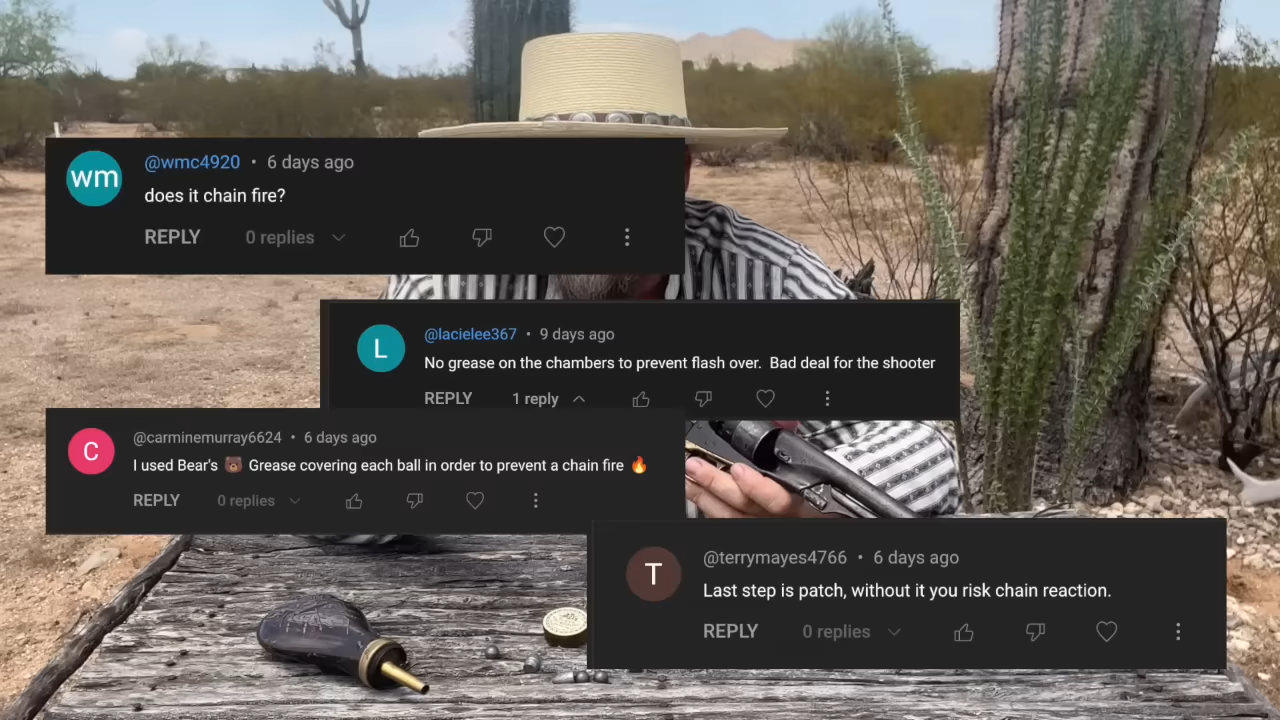 wm
@wmc4920 • 6 days ago
does it chain fire?
REPLY 0 replies
L
@lacielee367 • 9 days ago
No grease on the chambers to prevent flash over. Bad deal for the shooter
REPLY 1 reply
C
@carminemurray6624 • 6 days ago
I used Bear's 🐻 Grease covering each ball in order to prevent a chain fire 🔥
REPLY 0 replies
T
@terrymayes4766 • 6 days ago
Last step is patch, without it you risk chain reaction.
REPLY 0 replies